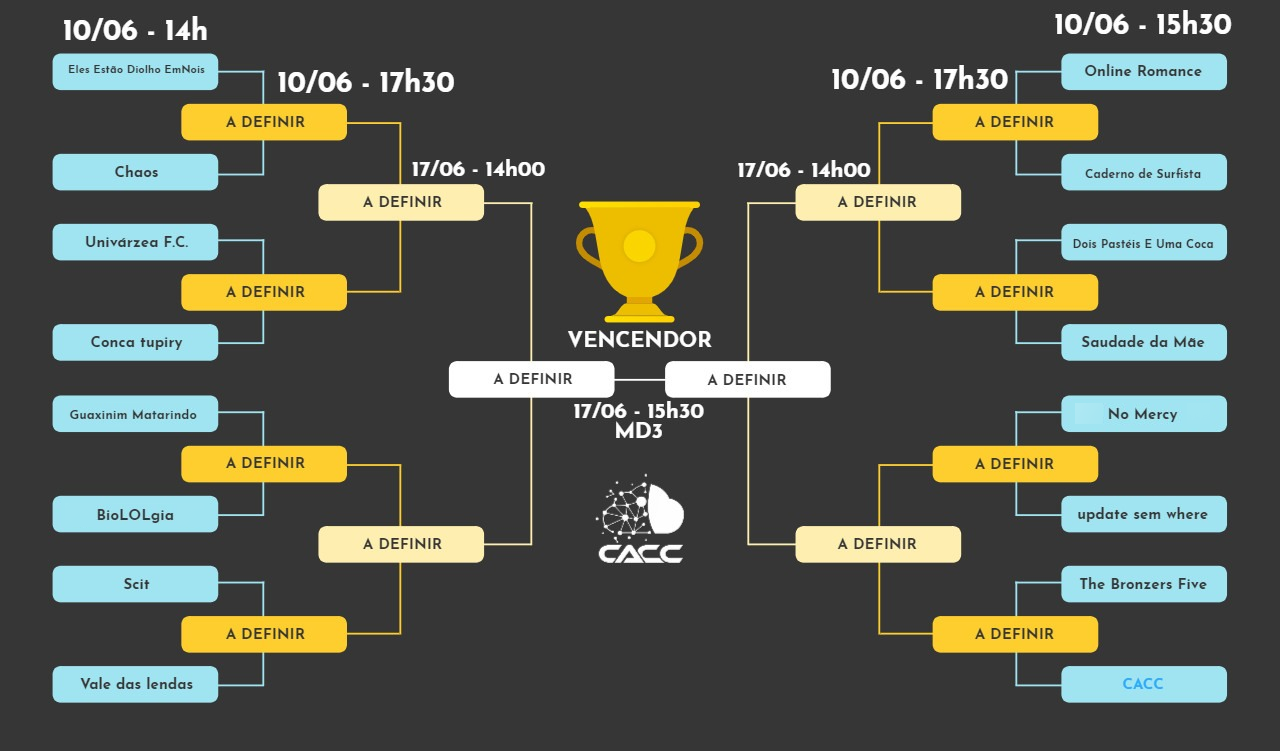 10/06 - 14h
10/06 - 15h30
Eles Estão Diolho EmNois
10/06 - 17h30
10/06 - 17h30
Online Romance
A DEFINIR
A DEFINIR
Chaos
17/06 - 14h00
17/06 - 14h00
Caderno de Surfista
A DEFINIR
A DEFINIR
Univárzea F.C.
Dois Pastéis E Uma Coca
A DEFINIR
A DEFINIR
Conca tupiry
VENCENDOR
Saudade da Mãe
A DEFINIR
A DEFINIR
17/06 - 15h30
MD3
Guaxinim Matarindo
No Mercy
A DEFINIR
A DEFINIR
BioLOLgia
update sem where
A DEFINIR
CACC
A DEFINIR
Scit
The Bronzers Five
A DEFINIR
A DEFINIR
Vale das lendas
CACC